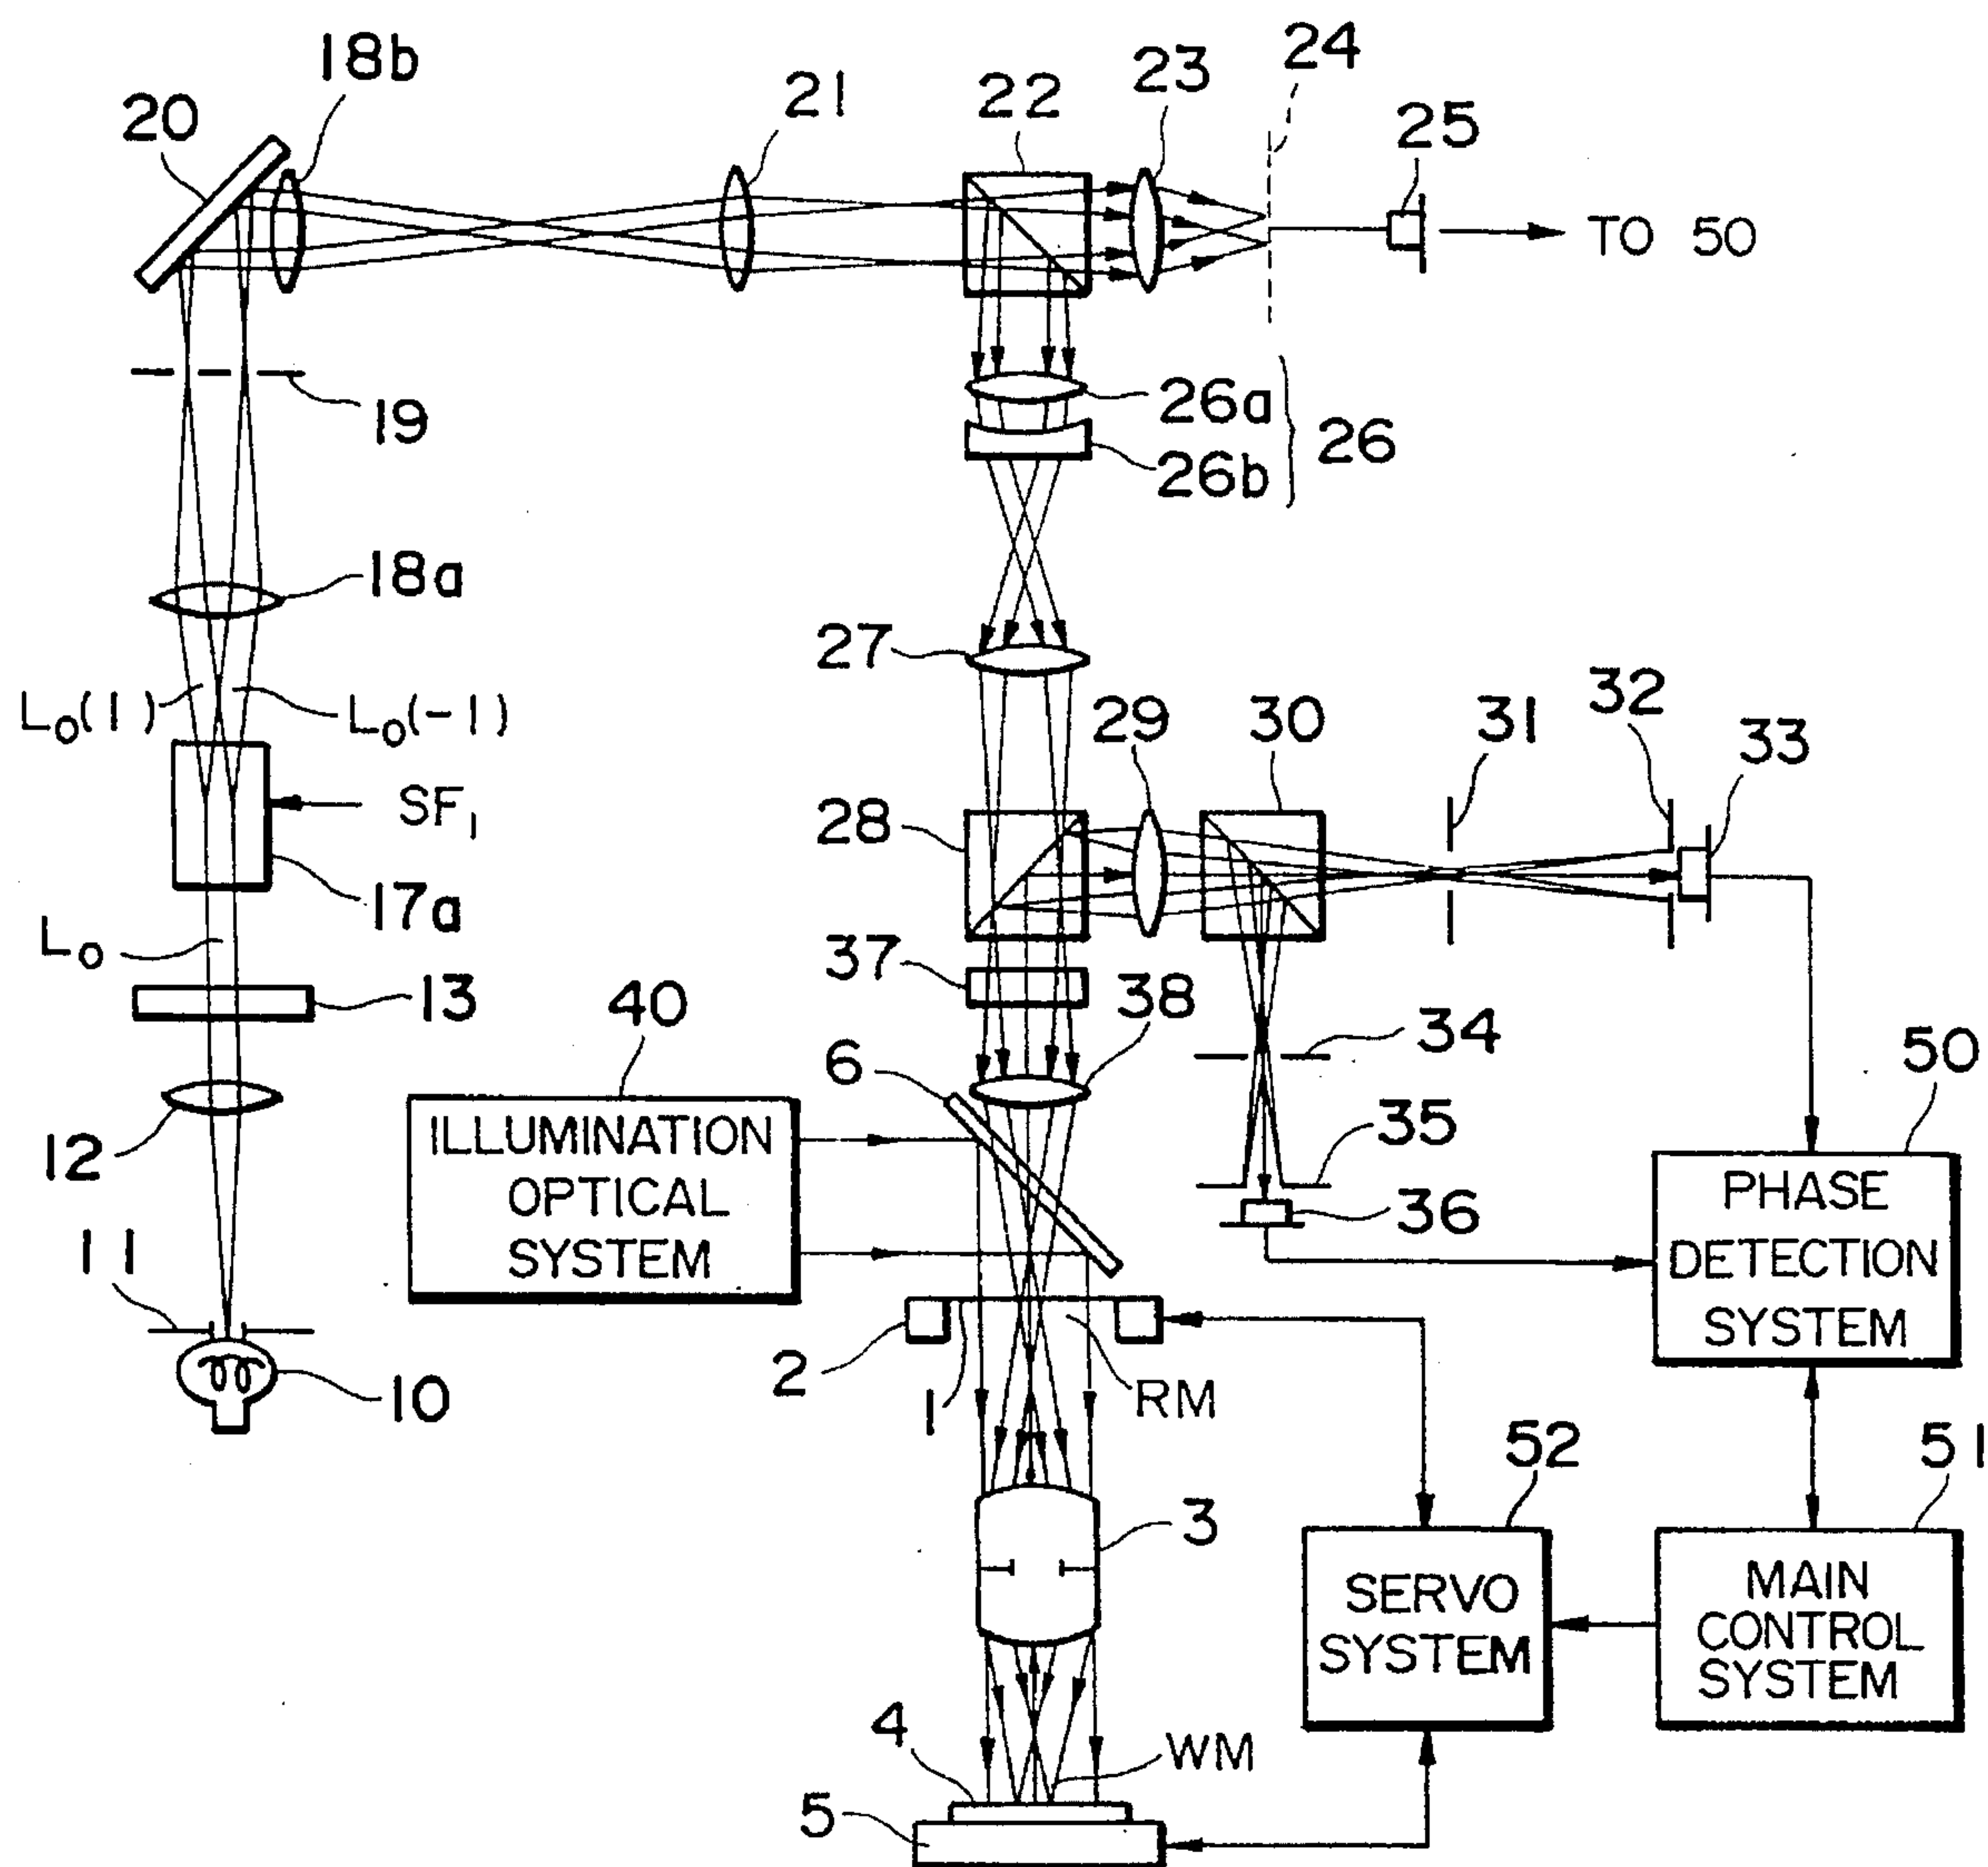 18b
24
20
21
22
23
25
TO 50
19
26a
26
26b
18a
27
L0(1)
L0(-1)
SF1
29
30
31
32
33
28
17a
L0
13
37
38
40
34
50
6
12
ILLUMINATION
OPTICAL
SYSTEM
35
36
PHASE
DETECTION
SYSTEM
11
2
1
RM
10
52
51
3
SERVO
SYSTEM
MAIN
CONTROL
SYSTEM
4
WM
5